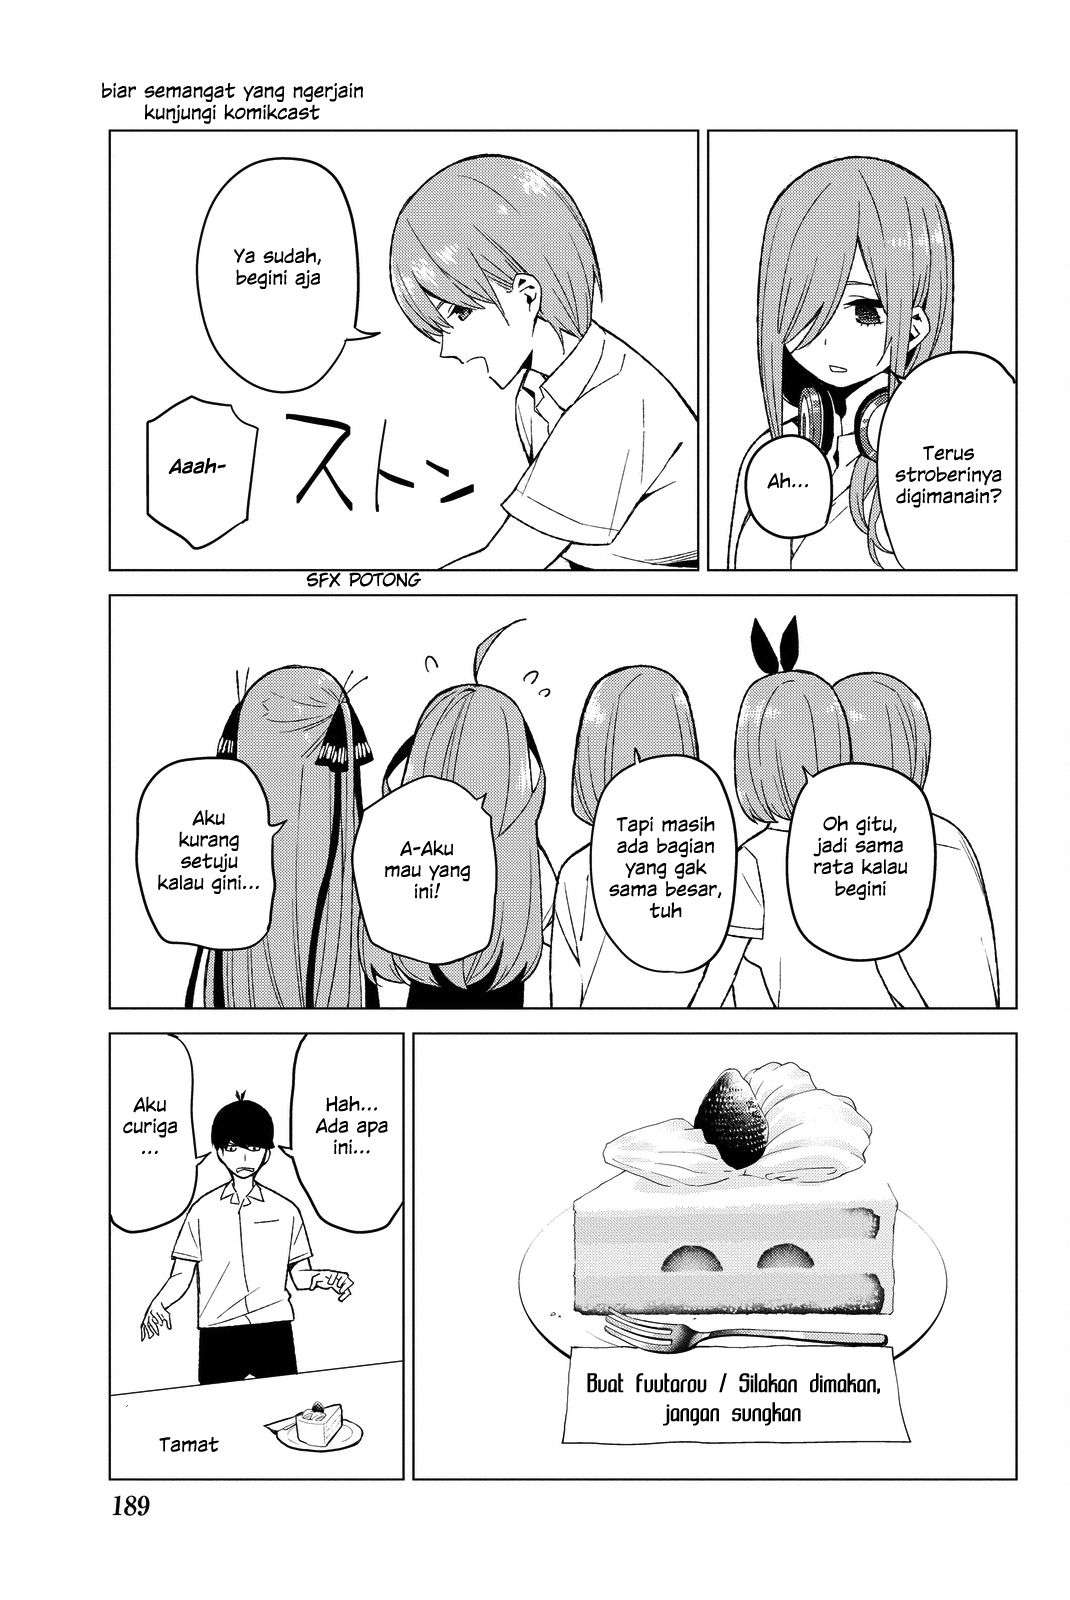 biar semangat yang ngerjain
kunjungi komikcast
Terus
stroberinya
digimanain?
Ah...
Ya sudah,
begini aja
ストン
Aaah-
SFX POTONG
Oh gitu,
jadi sama
rata kalau
begini
Tapi masih
ada bagian
yang gak
sama besar,
tuh
A-Aku
mau yang
ini!
Aku
kurang
setuju
kalau gini...
Buat fuutarou / Silakan dimakan,
jangan sungkan
Hah...
Ada apa
ini...
Aku
curiga
...
Tamat
189